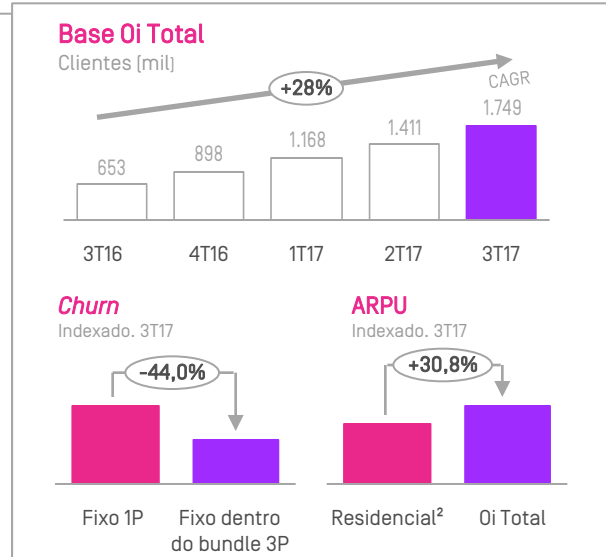 Base Oi Total
Clientes (mil)
+28%
CAGR
653
898
1.168
1.411
1.749
3T16
4T16
1T17
2T17
3T17
Churn
Indexado. 3T17
-44,0%
Fixo 1P
Fixo dentro
do bundle 3P
ARPU
Indexado. 3T17
+30,8%
Residencial²
Oi Total